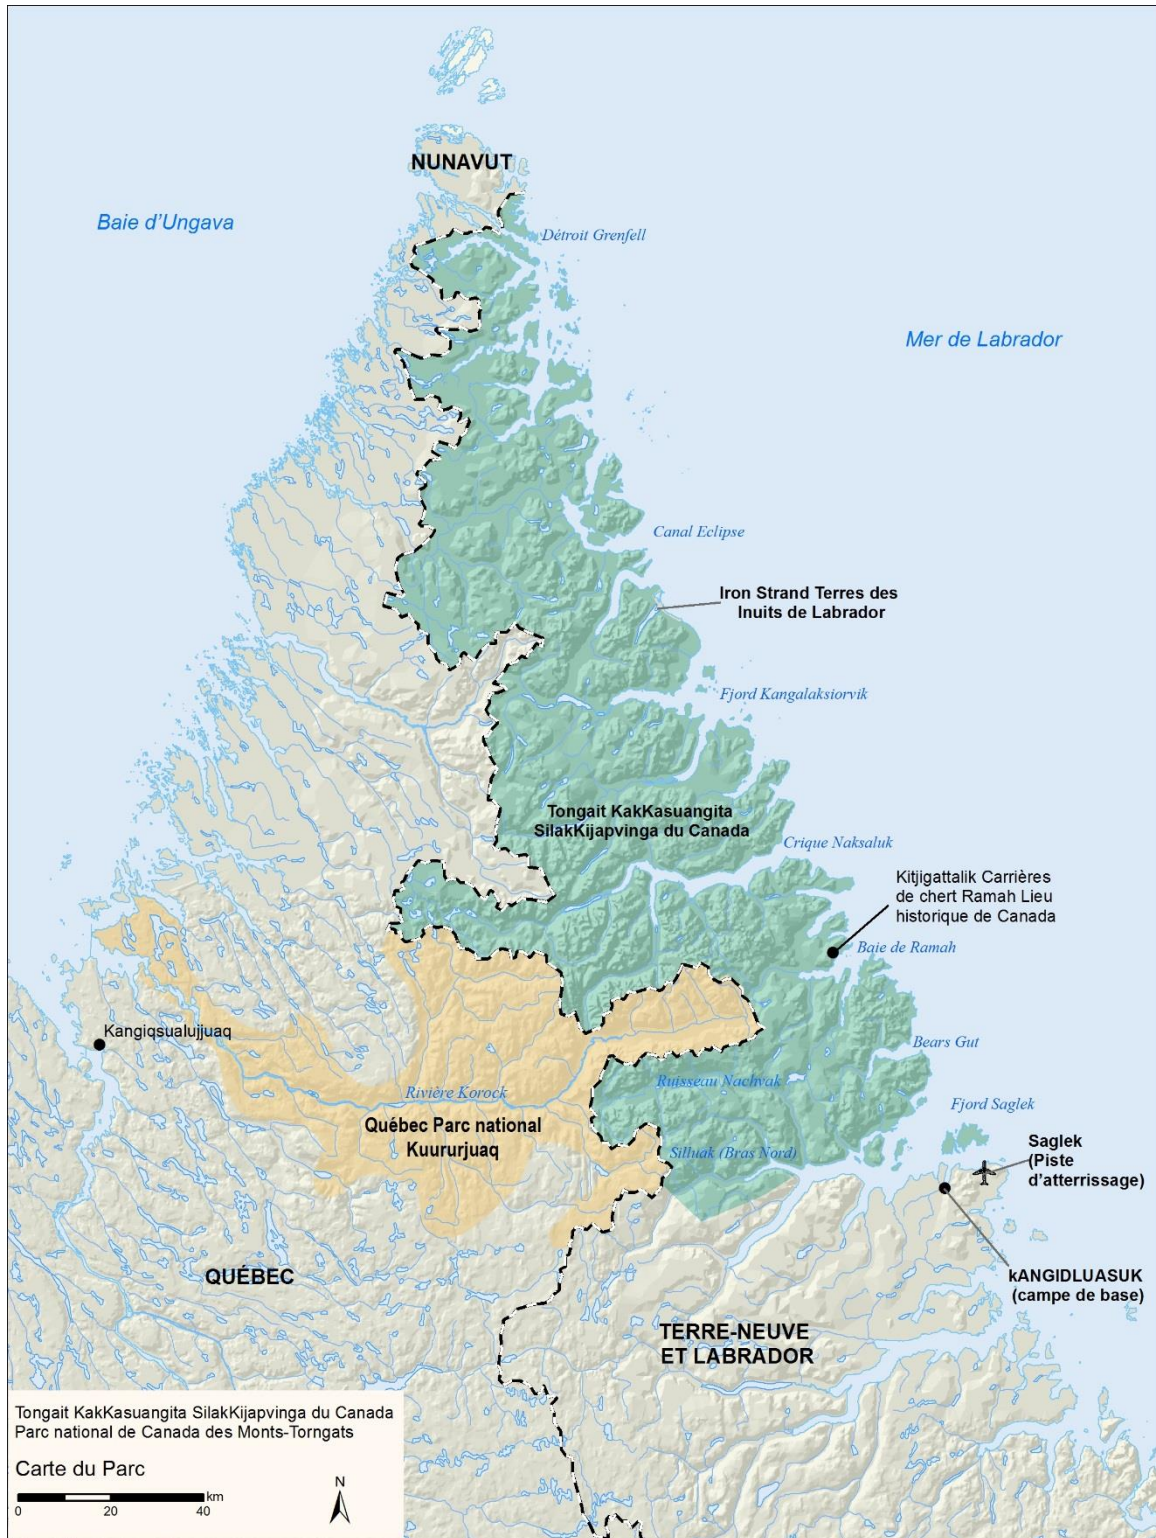 NUNAVUT
Baie d'Ungava
Détroit Grenfell
Mer de Labrador
Canal Eclipse
Iron Strand Terres des
Inuits de Labrador
Fjord Kangalaksiorvik
Tongait KakKasuangita
SilakKijapvinga du Canada
Crique Naksaluk
Kitjigattalik Carrières
de chert Ramah Lieu
historique de Canada
Baie de Ramah
Kangiqsualujjuaq
Bears Gut
Rivière Korock
Ruisseau Nachvak
Fjord Saglek
Québec Parc national
Kuururjuaq
Silluak (Bras Nord)
Saglek
(Piste
d'atterrissage)
QUÉBEC
kANGIDLUASUK
(campe de base)
TERRE-NEUVE
ET LABRADOR
Tongait KakKasuangita SilakKijapvinga du Canada
Parc national de Canada des Monts-Torngats
Carte du Parc
N
km
0 20 40